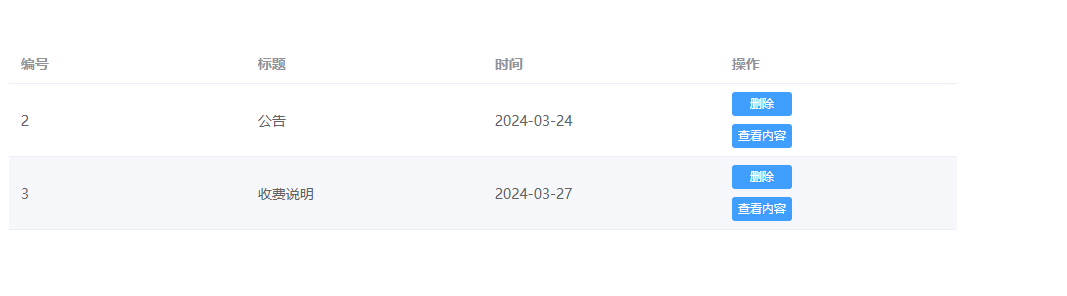 编号 标题 时间 操作
删除
2 公告 2024-03-24
查看内容
删除
3 收费说明 2024-03-27
查看内容